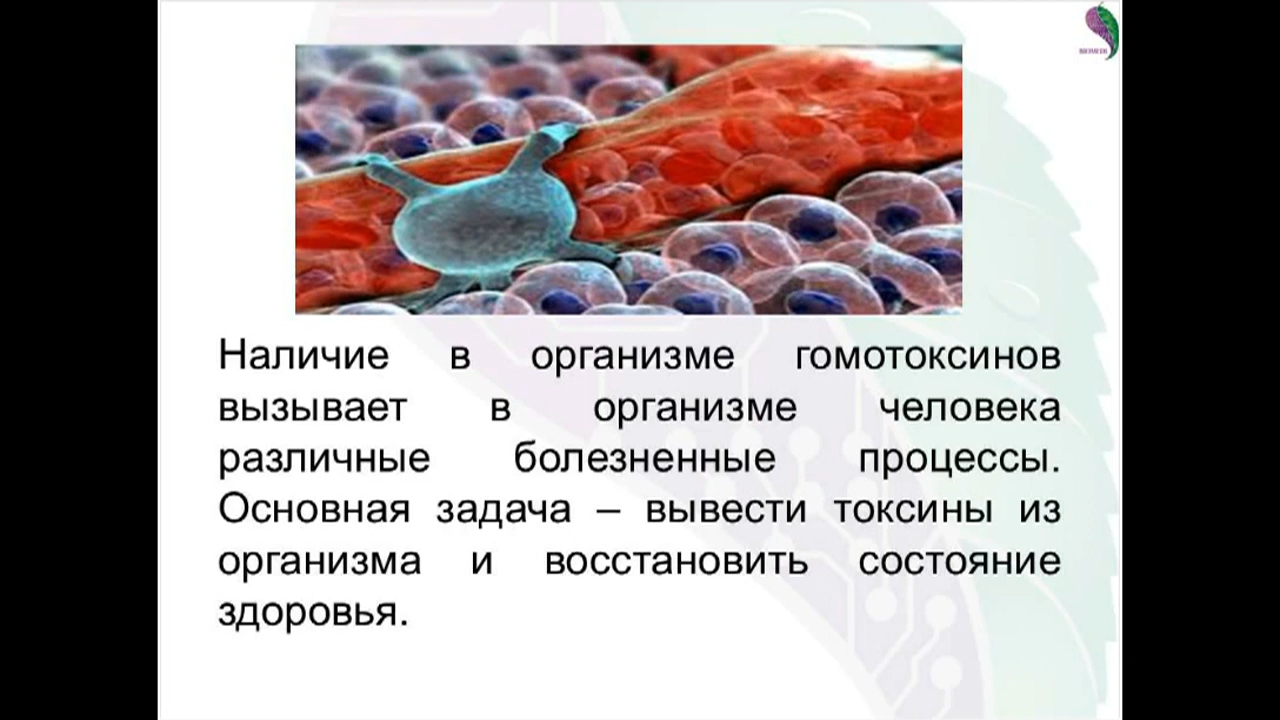 Наличие в организме гомотоксинов
вызывает в организме человека
различные болезненные процессы.
Основная задача – вывести токсины из
организма и восстановить состояние
здоровья.